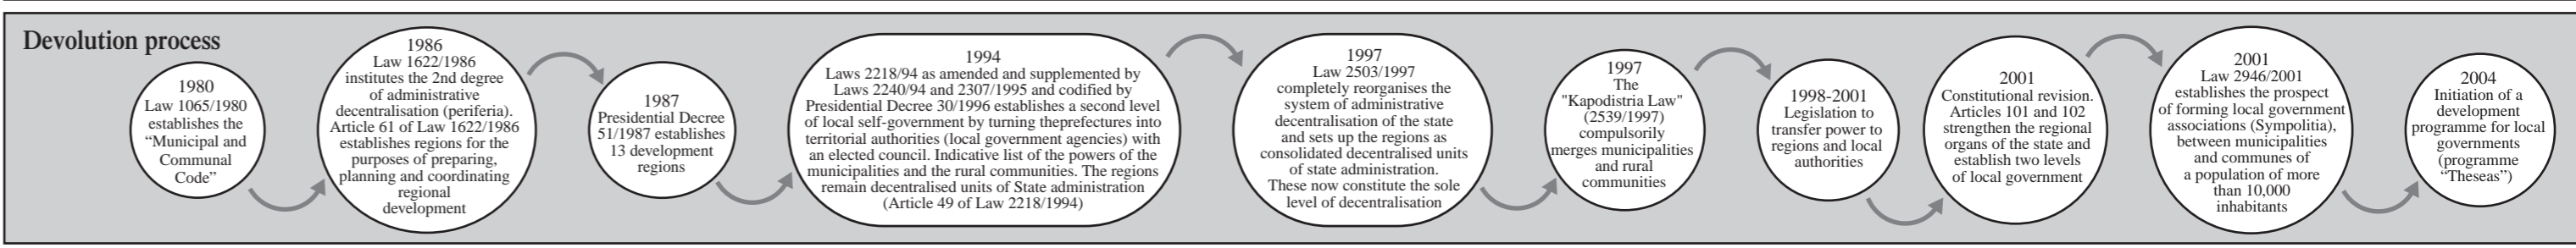 Devolution process
1980
Law 1065/1980
establishes the
“Municipal and
Communal
Code”
1986
Law 1622/1986
institutes the 2nd degree
of administrative
decentralisation (periferia).
Article 61 of Law 1622/1986
establishes regions for the
purposes of preparing,
planning and coordinating
regional
development
1987
Presidential Decree
51/1987 establishes
13 development
regions
1994
Laws 2218/94 as amended and supplemented by
Laws 2240/94 and 2307/1995 and codified by
Presidential Decree 30/1996 establishes a second level
of local self-government by turning theprefectures into
territorial authorities (local government agencies) with
an elected council. Indicative list of the powers of the
municipalities and the rural communities. The regions
remain decentralised units of State administration
(Article 49 of Law 2218/1994)
1997
Law 2503/1997
completely reorganises the
system of administrative
decentralisation of the state
and sets up the regions as
consolidated decentralised units
of state administration.
These now constitute the sole
level of decentralisation
1997
The
"Kapodistria Law"
(2539/1997)
compulsorily
merges municipalities
and rural
communities
1998-2001
Legislation to
transfer power to
regions and local
authorities
2001
Constitutional revision.
Articles 101 and 102
strengthen the regional
organs of the state and
establish two levels
of local government
2001
Law 2946/2001
establishes the prospect
of forming local government
associations (Sympolitia),
between municipalities
and communes of
a population of more
than 10,000
inhabitants
2004
Initiation of a
development
programme for local
governments
(programme
“Theseas”)